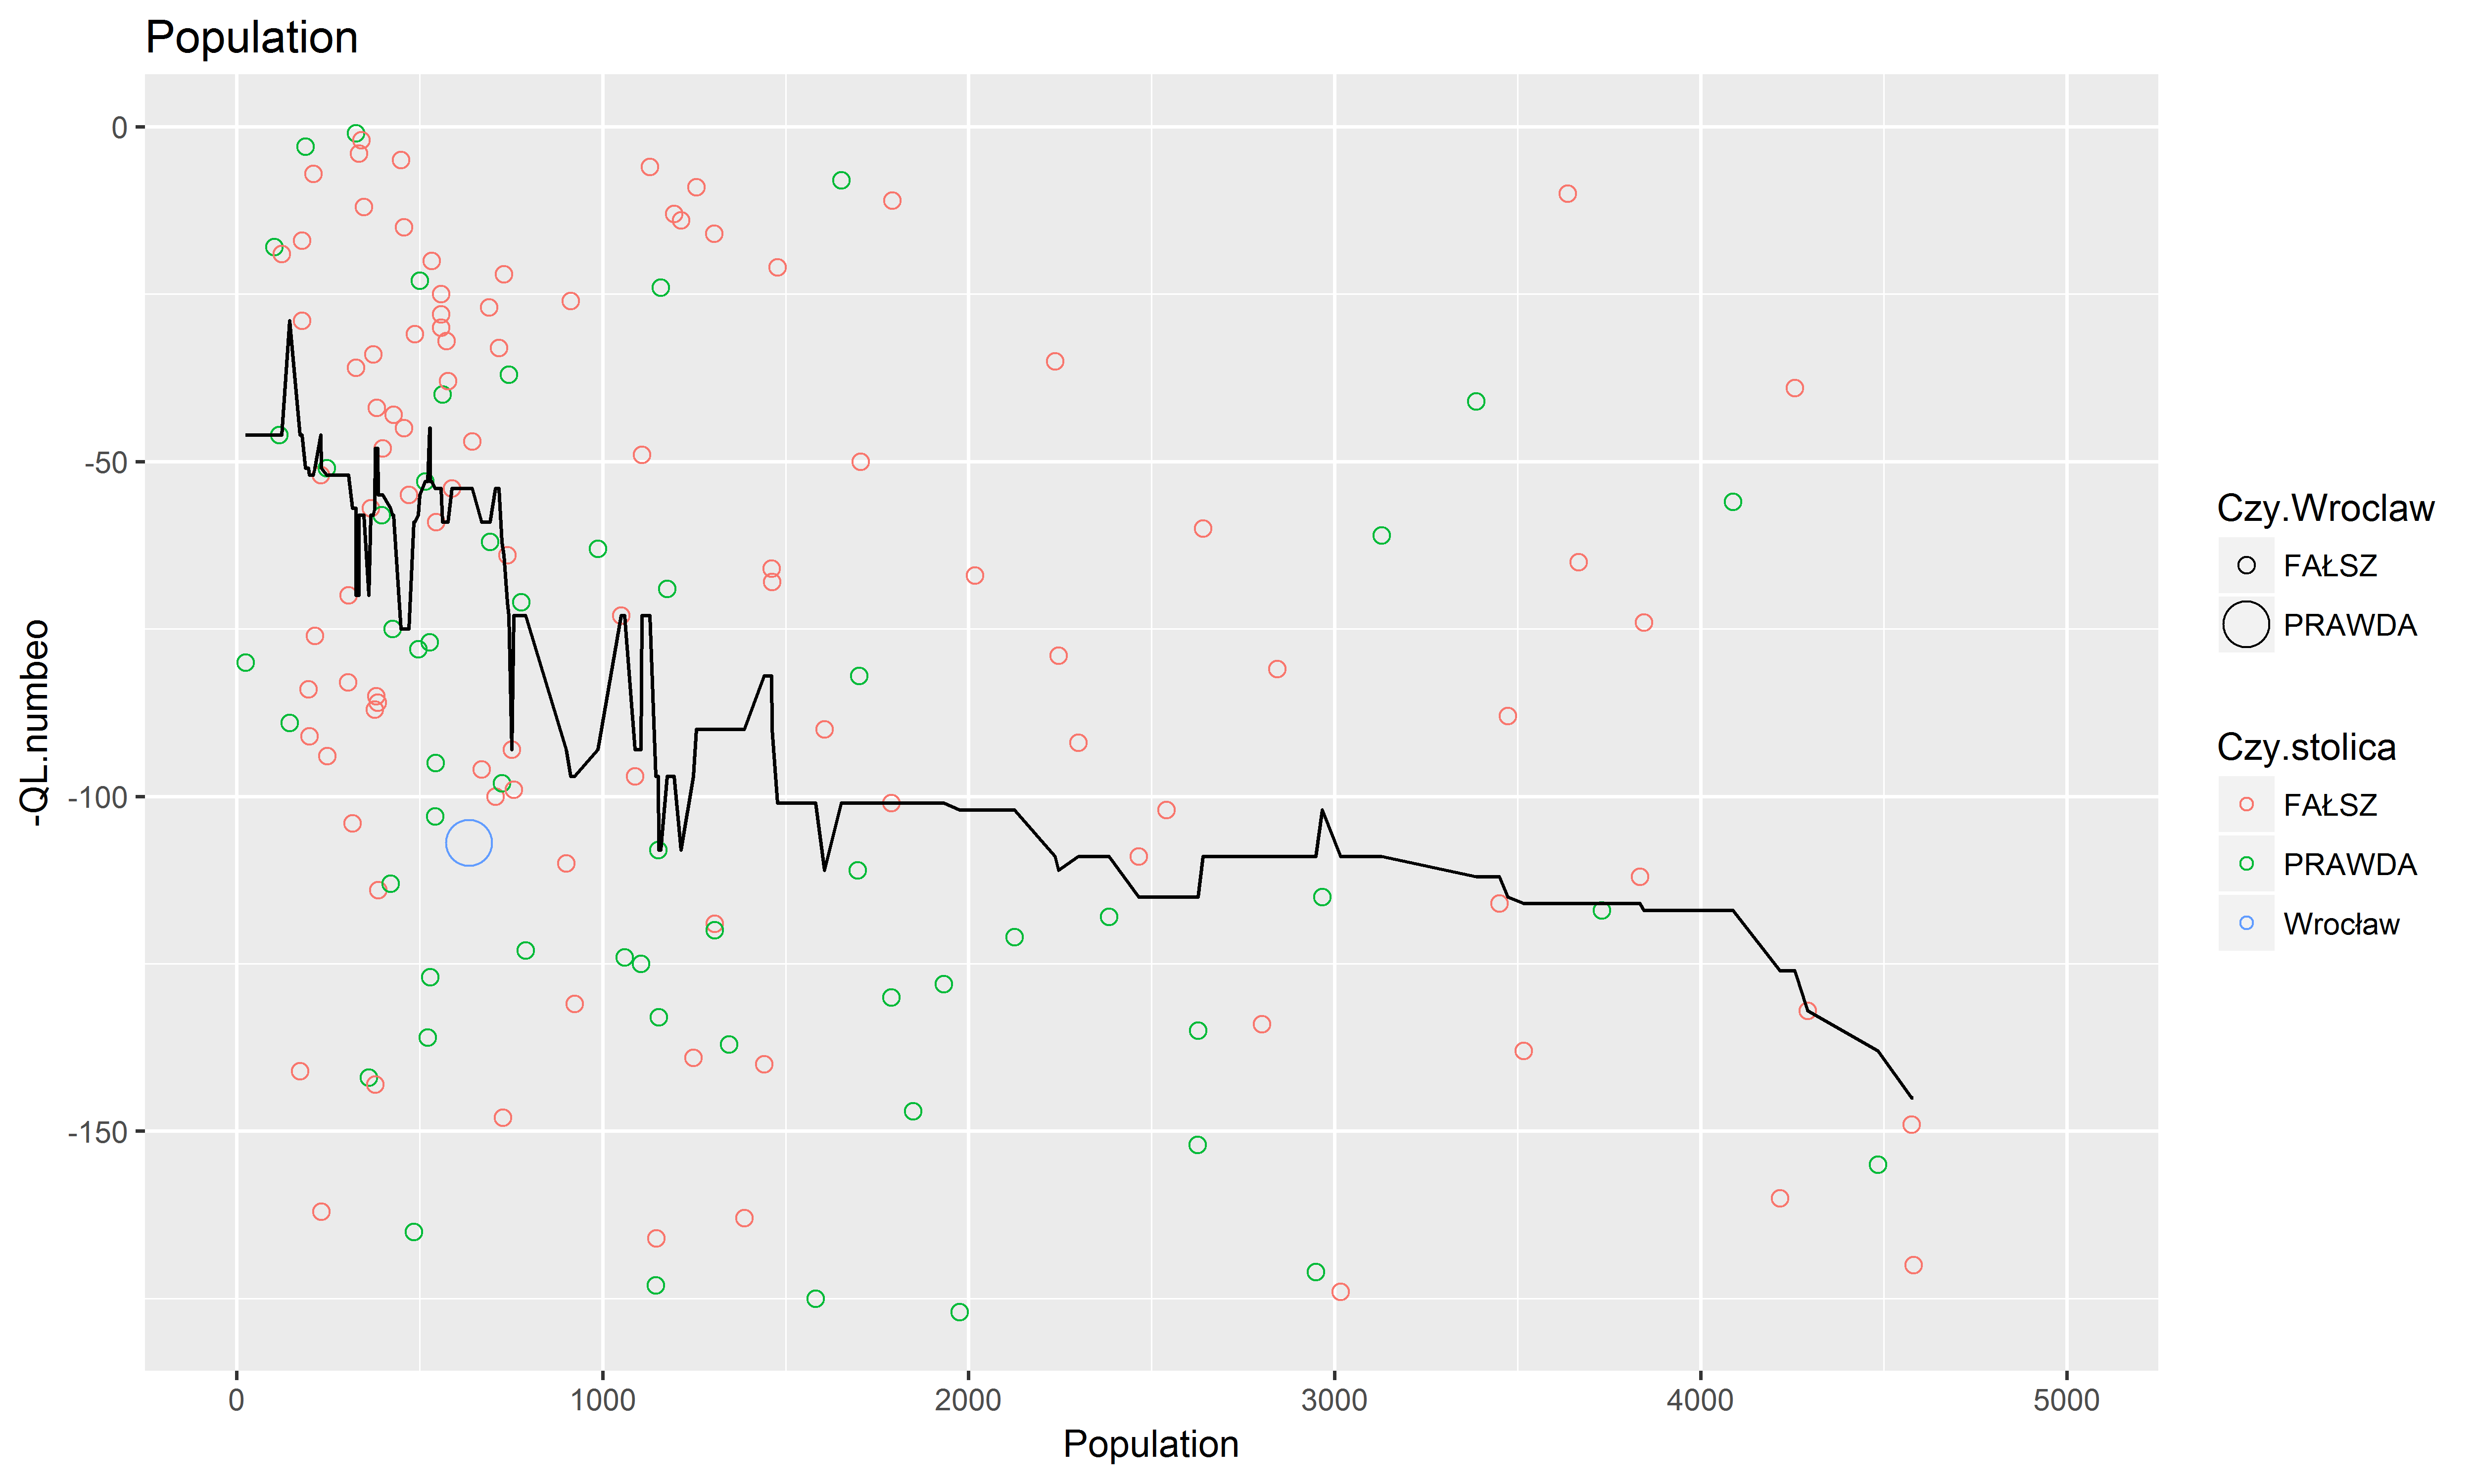 Population
0
-50
-100
-150
-QL.numbeo
0 1000 2000 3000 4000 5000
Population
Czy.Wroclaw
FAŁSZ
PRAWDA
Czy.stolica
FAŁSZ
PRAWDA
Wrocław